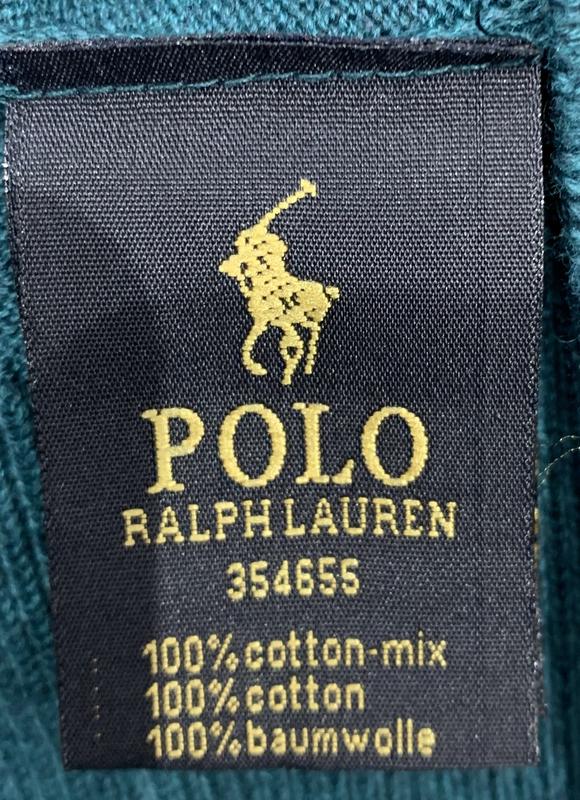 POLO
RALPH LAUREN
354655
100% cotton-mix
100% cotton
100% baumwolle